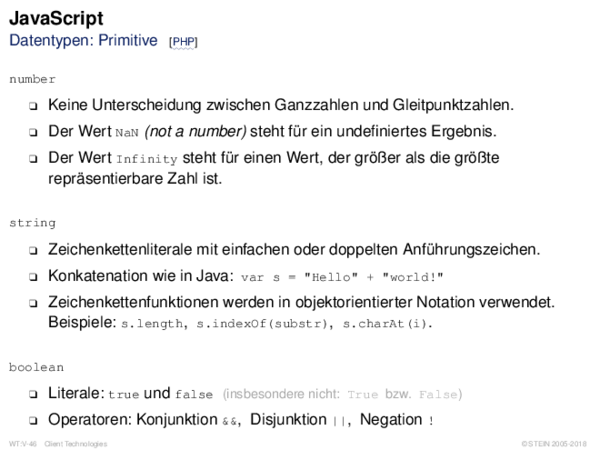 JavaScript
Datentypen: Primitive [PHP]
number
❑ Keine Unterscheidung zwischen Ganzzahlen und Gleitpunktzahlen.
❑ Der Wert NaN (not a number) steht für ein undefiniertes Ergebnis.
❑ Der Wert Infinity steht für einen Wert, der größer als die größte
repräsentierbare Zahl ist.
string
❑ Zeichenkettenliterale mit einfachen oder doppelten Anführungszeichen.
❑ Konkatenation wie in Java: var s = "Hello" + "world!"
❑ Zeichenkettenfunktionen werden in objektorientierter Notation verwendet.
Beispiele: s.length, s.indexOf(substr), s.charAt(i).
boolean
❑ Literale: true und false (insbesondere nicht: True bzw. False)
❑ Operatoren: Konjunktion &&, Disjunktion ||, Negation !
WT:V-46 Client Technologies © STEIN 2005-2018